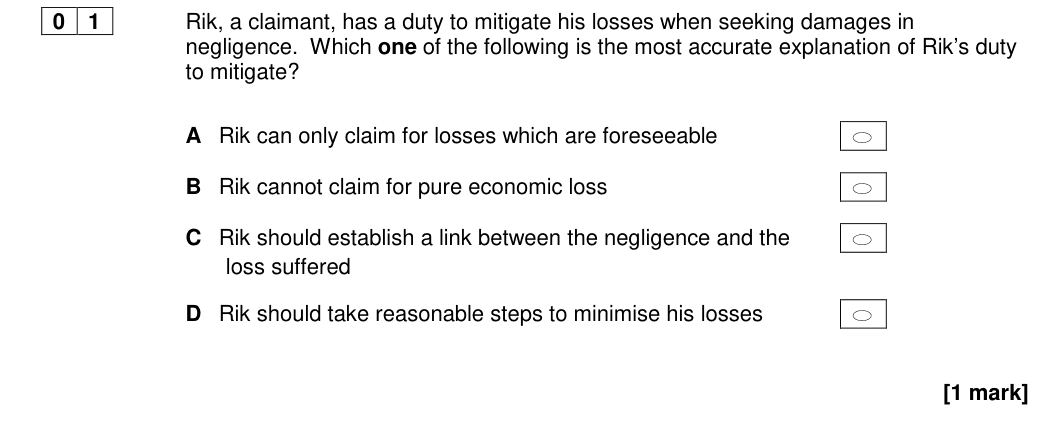 0 1 Rik, a claimant, has a duty to mitigate his losses when seeking damages in
negligence. Which one of the following is the most accurate explanation of Rik's duty
to mitigate?
A Rik can only claim for losses which are foreseeable
B Rik cannot claim for pure economic loss
C Rik should establish a link between the negligence and the
loss suffered
D Rik should take reasonable steps to minimise his losses
[1 mark]